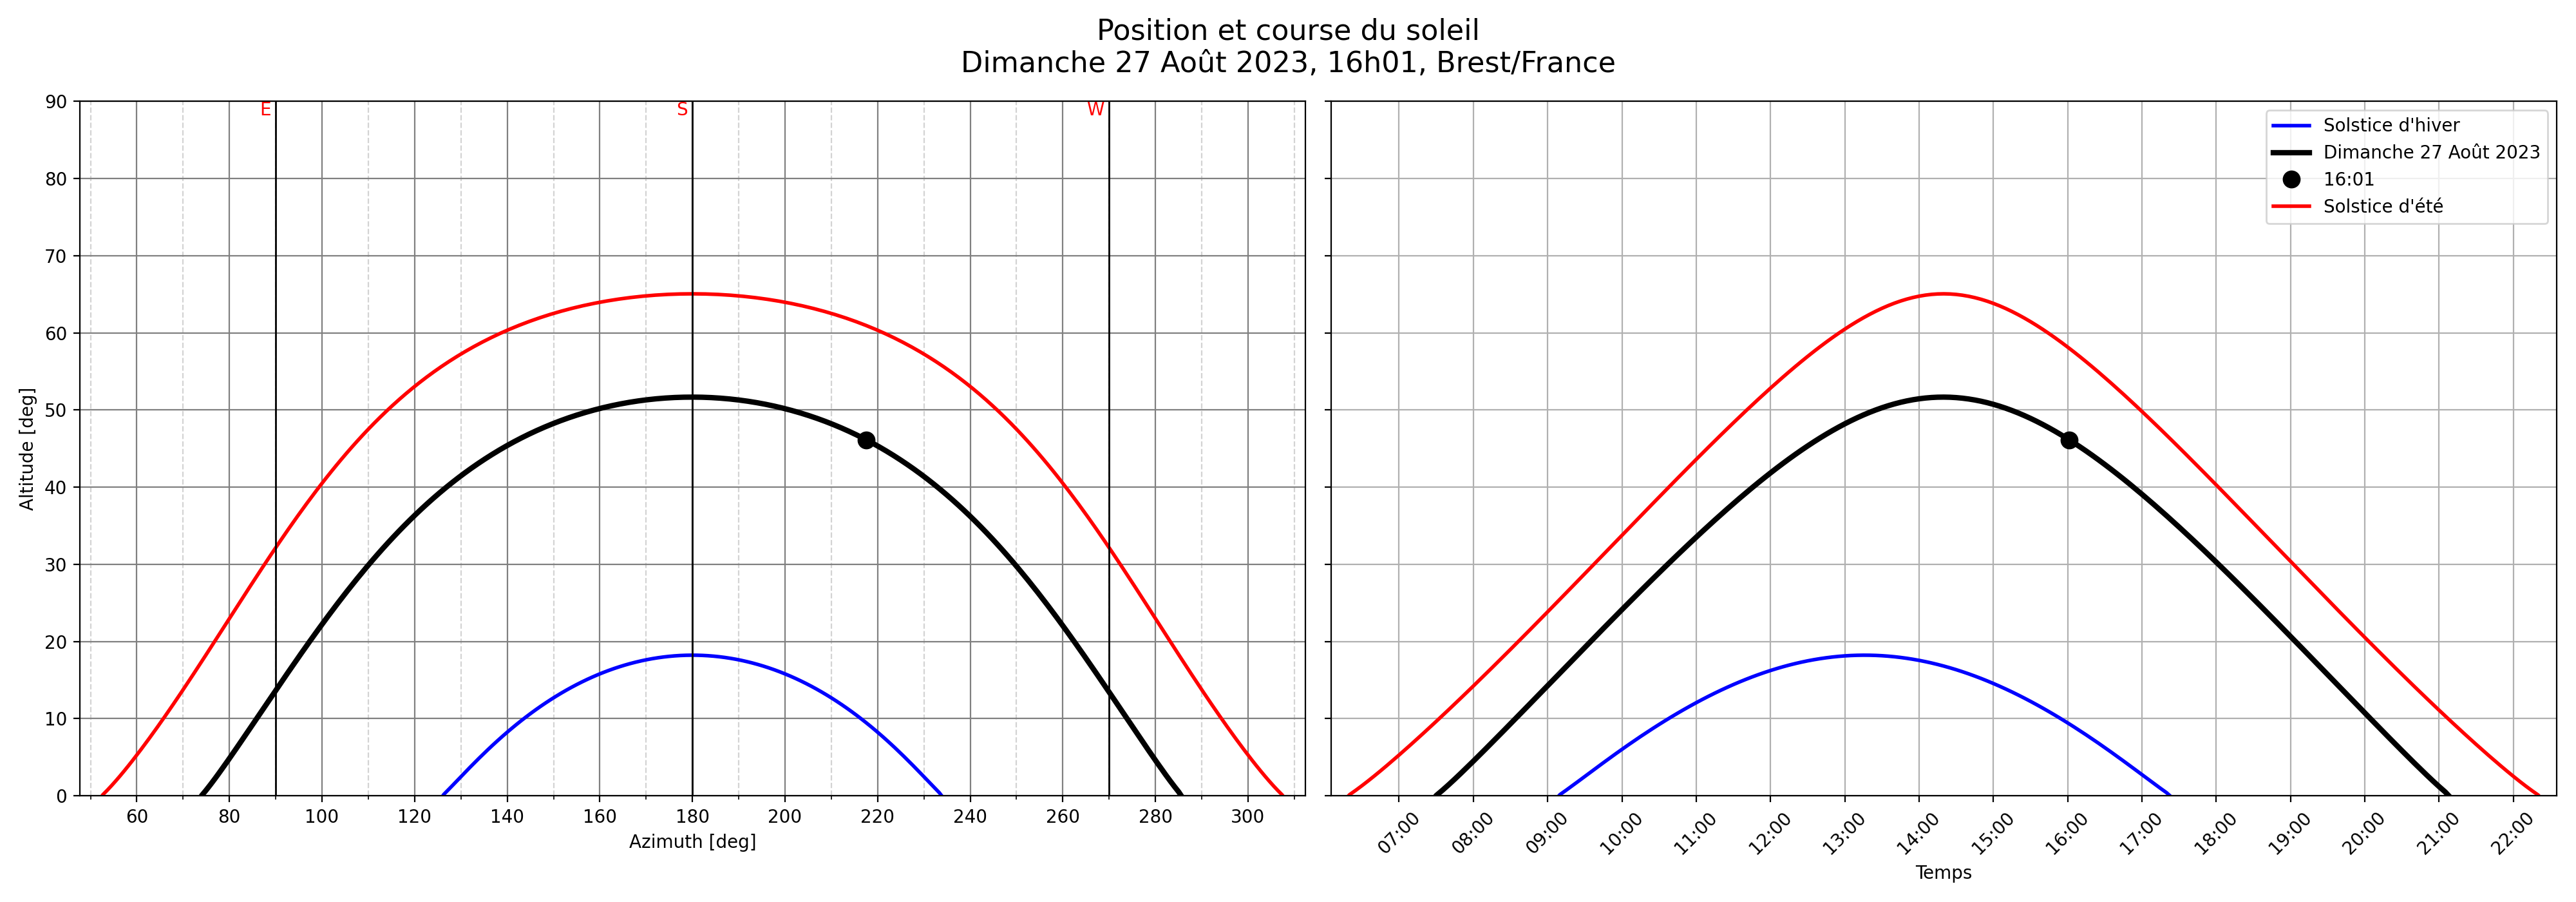 Position et course du soleil
Dimanche 27 Août 2023, 16h01, Brest/France
E
S
W
90
80
70
60
50
40
30
20
10
0
Altitude [deg]
60 80 100 120 140 160 180 200 220 240 260 280 300
Azimuth [deg]
Solstice d'hiver
Dimanche 27 Août 2023
16:01
Solstice d'été
07:00 08:00 09:00 10:00 11:00 12:00 13:00 14:00 15:00 16:00 17:00 18:00 19:00 20:00 21:00 22:00
Temps